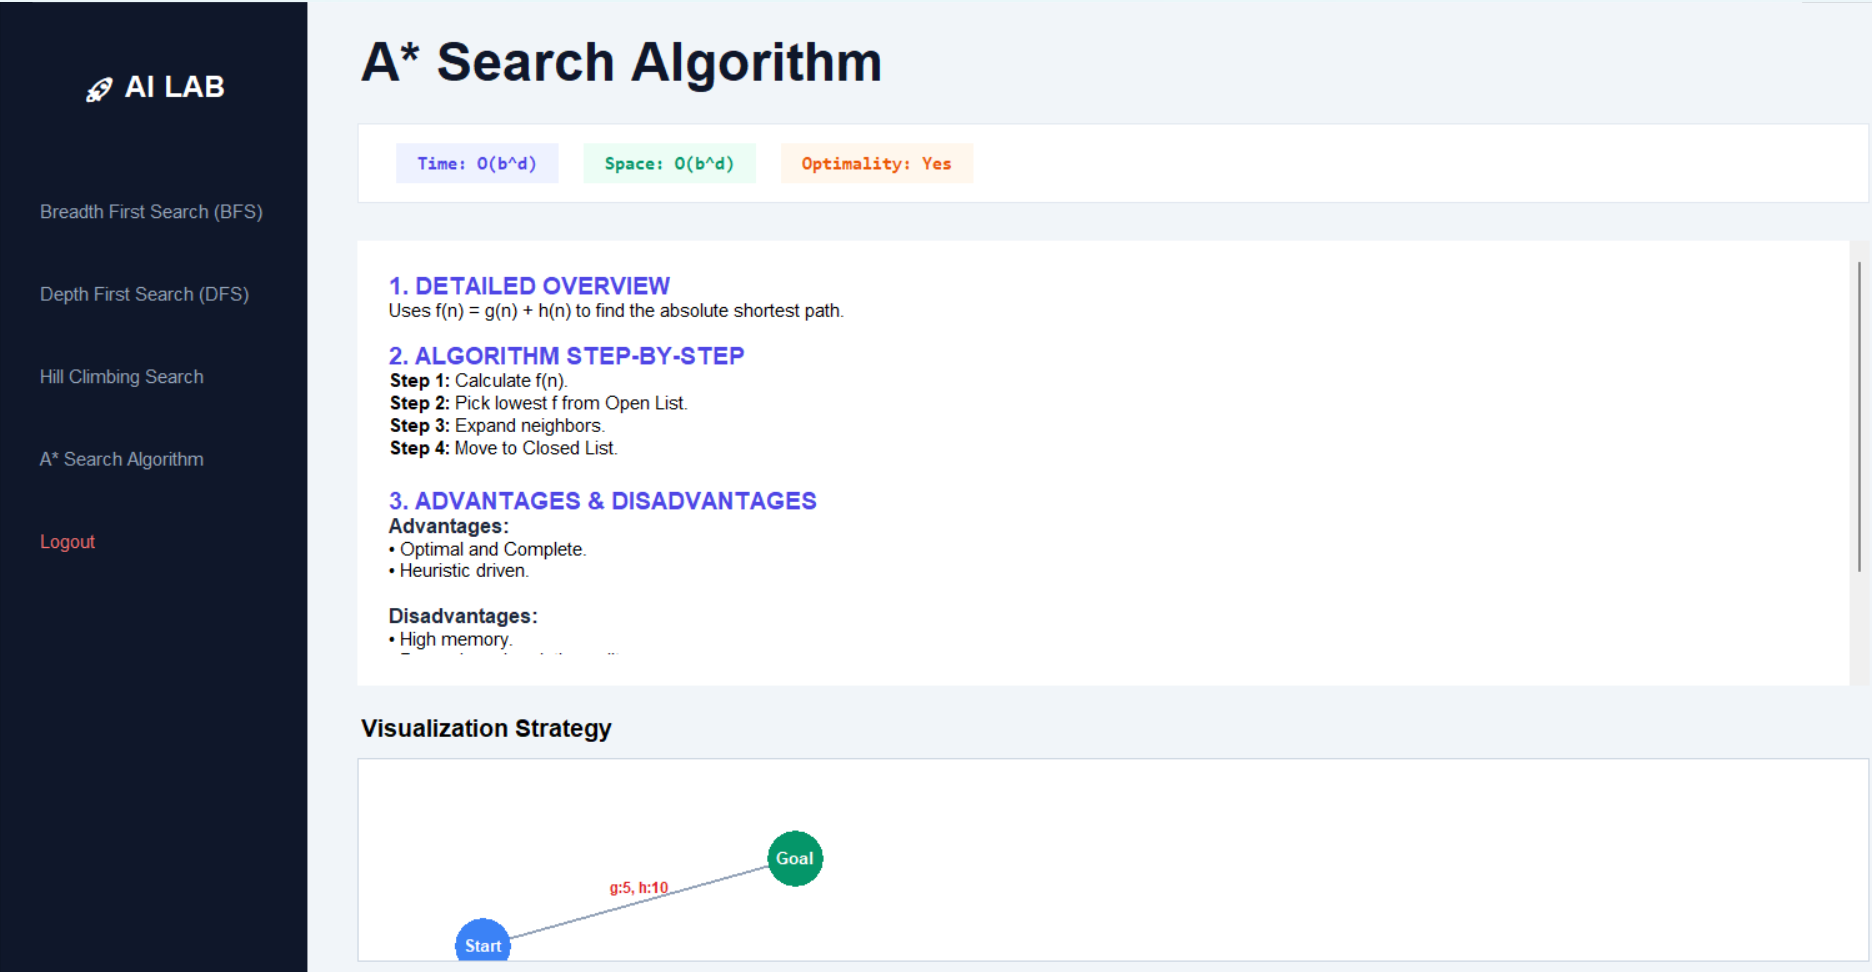 AI LAB
Breadth First Search (BFS)
Depth First Search (DFS)
Hill Climbing Search
A* Search Algorithm
Logout
A* Search Algorithm
Time: O(b^d)
Space: O(b^d)
Optimality: Yes
1. DETAILED OVERVIEW
Uses f(n) = g(n) + h(n) to find the absolute shortest path.
2. ALGORITHM STEP-BY-STEP
Step 1: Calculate f(n).
Step 2: Pick lowest f from Open List.
Step 3: Expand neighbors.
Step 4: Move to Closed List.
3. ADVANTAGES & DISADVANTAGES
Advantages:
• Optimal and Complete.
• Heuristic driven.
Disadvantages:
• High memory.
Visualization Strategy
Goal
g:5, h:10
Start